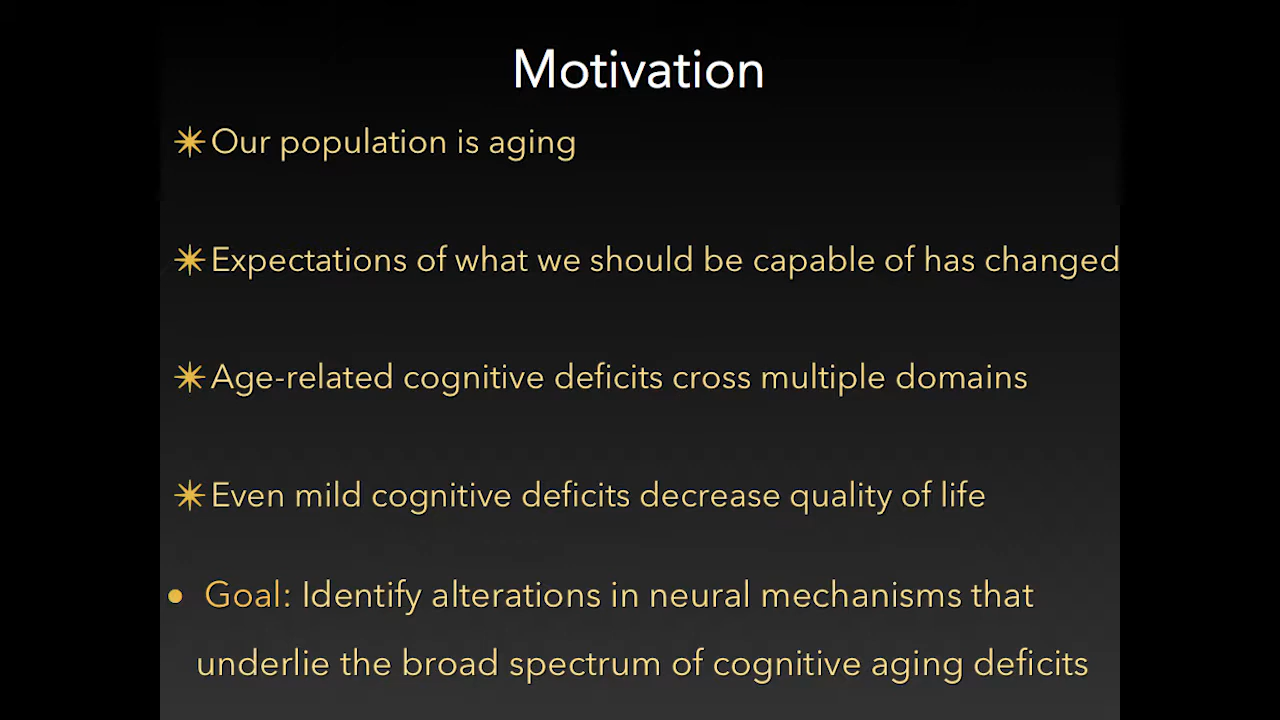 Motivation
✴Our population is aging
✴Expectations of what we should be capable of has changed
✴Age-related cognitive deficits cross multiple domains
✴Even mild cognitive deficits decrease quality of life
• Goal: Identify alterations in neural mechanisms that
underlie the broad spectrum of cognitive aging deficits